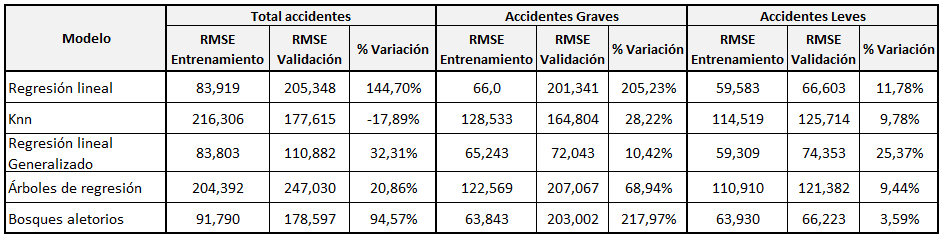 Modelo Total accidentes Accidentes Graves Accidentes Leves
RMSE Entrenamiento RMSE Validación % Variación RMSE Entrenamiento RMSE Validación % Variación RMSE Entrenamiento RMSE Validación % Variación
Regresión lineal 83,919 205,348 144,70% 66,0 201,341 205,23% 59,583 66,603 11,78%
Knn 216,306 177,615 -17,89% 128,533 164,804 28,22% 114,519 125,714 9,78%
Regresión lineal Generalizado 83,803 110,882 32,31% 65,243 72,043 10,42% 59,309 74,353 25,37%
Árboles de regresión 204,392 247,030 20,86% 122,569 207,067 68,94% 110,910 121,382 9,44%
Bosques aletorios 91,790 178,597 94,57% 63,843 203,002 217,97% 63,930 66,223 3,59%